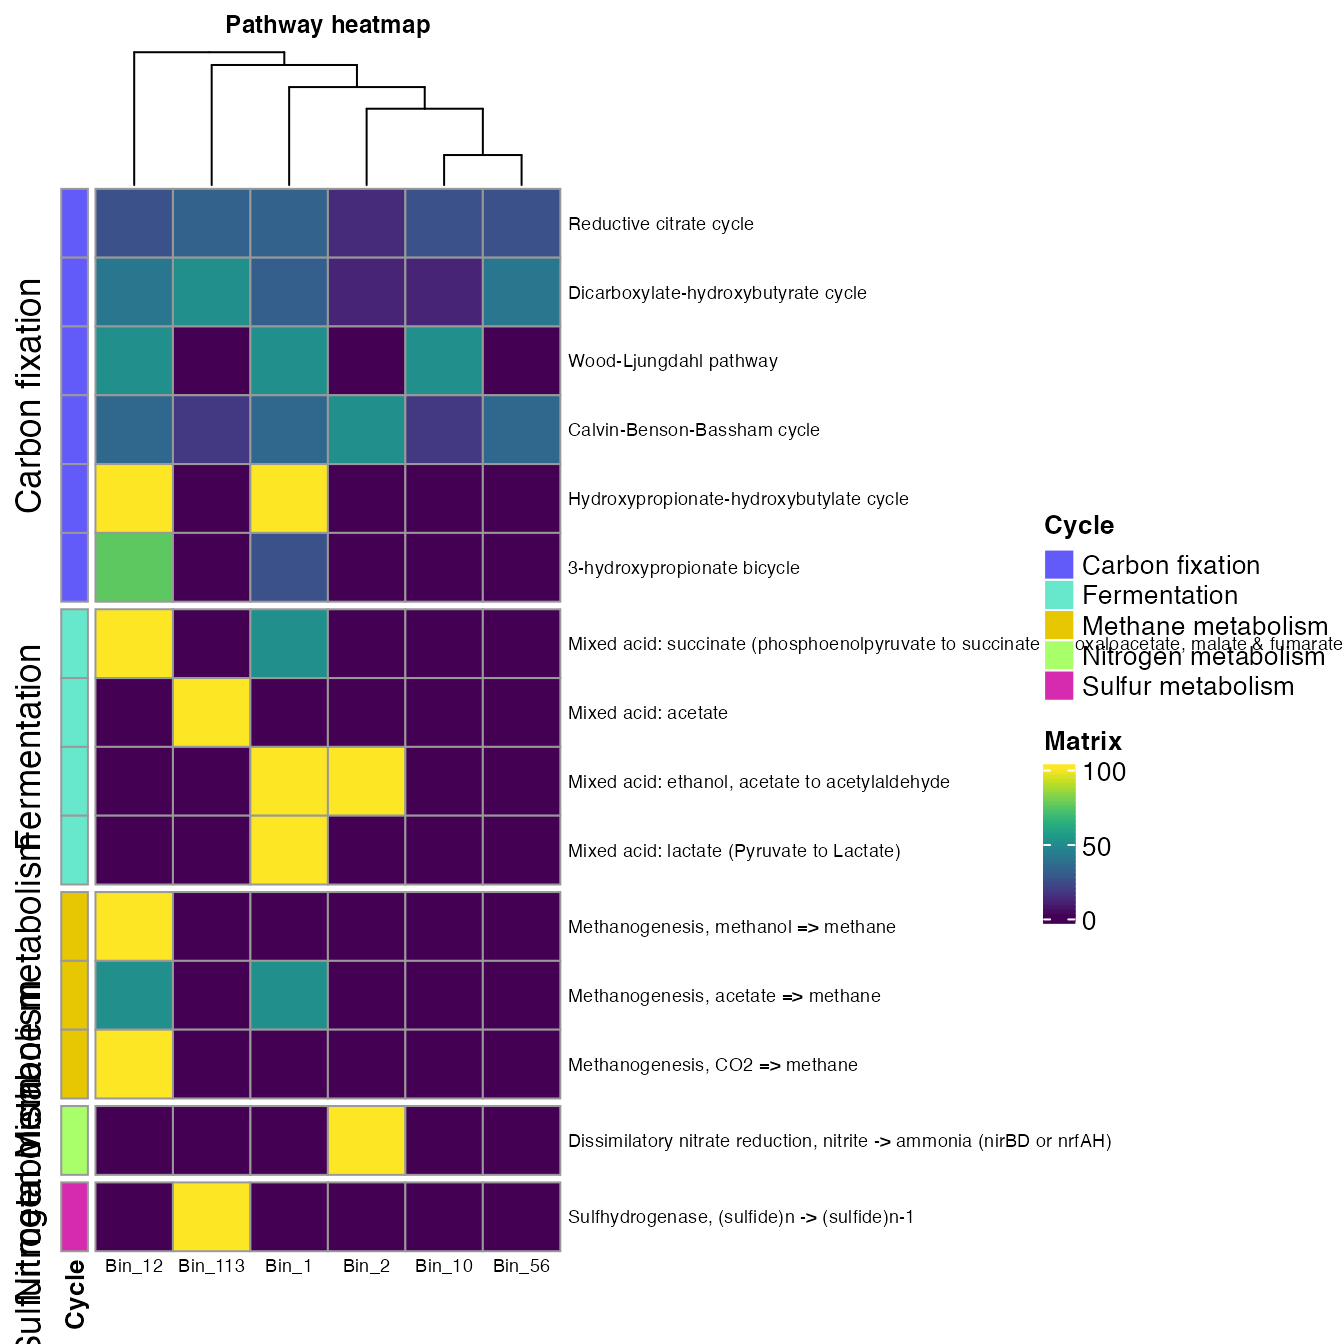 Pathway heatmap
Reductive citrate cycle
Dicarboxylate-hydroxybutyrate cycle
Wood-Ljungdahl pathway
Calvin-Benson-Bassham cycle
Hydroxypropionate-hydroxybutylate cycle
3-hydroxypropionate bicycle
Mixed acid: succinate (phosphoenolpyruvate to succinate oxaloacetate, malate & fumarate
Mixed acid: acetate
Mixed acid: ethanol, acetate to acetylaldehyde
Mixed acid: lactate (Pyruvate to Lactate)
Methanogenesis, methanol => methane
Methanogenesis, acetate => methane
Methanogenesis, CO2 => methane
Dissimilatory nitrate reduction, nitrite -> ammonia (nirBD or nrfAH)
Sulfhydrogenase, (sulfide)n -> (sulfide)n-1
Carbon fixation
Fermentation
Methane metabolism
Nitrogen metabolism
Cycle
Bin_12
Bin_113
Bin_1
Bin_2
Bin_10
Bin_56
Cycle
Carbon fixation
Fermentation
Methane metabolism
Nitrogen metabolism
Sulfur metabolism
Matrix
100
50
0